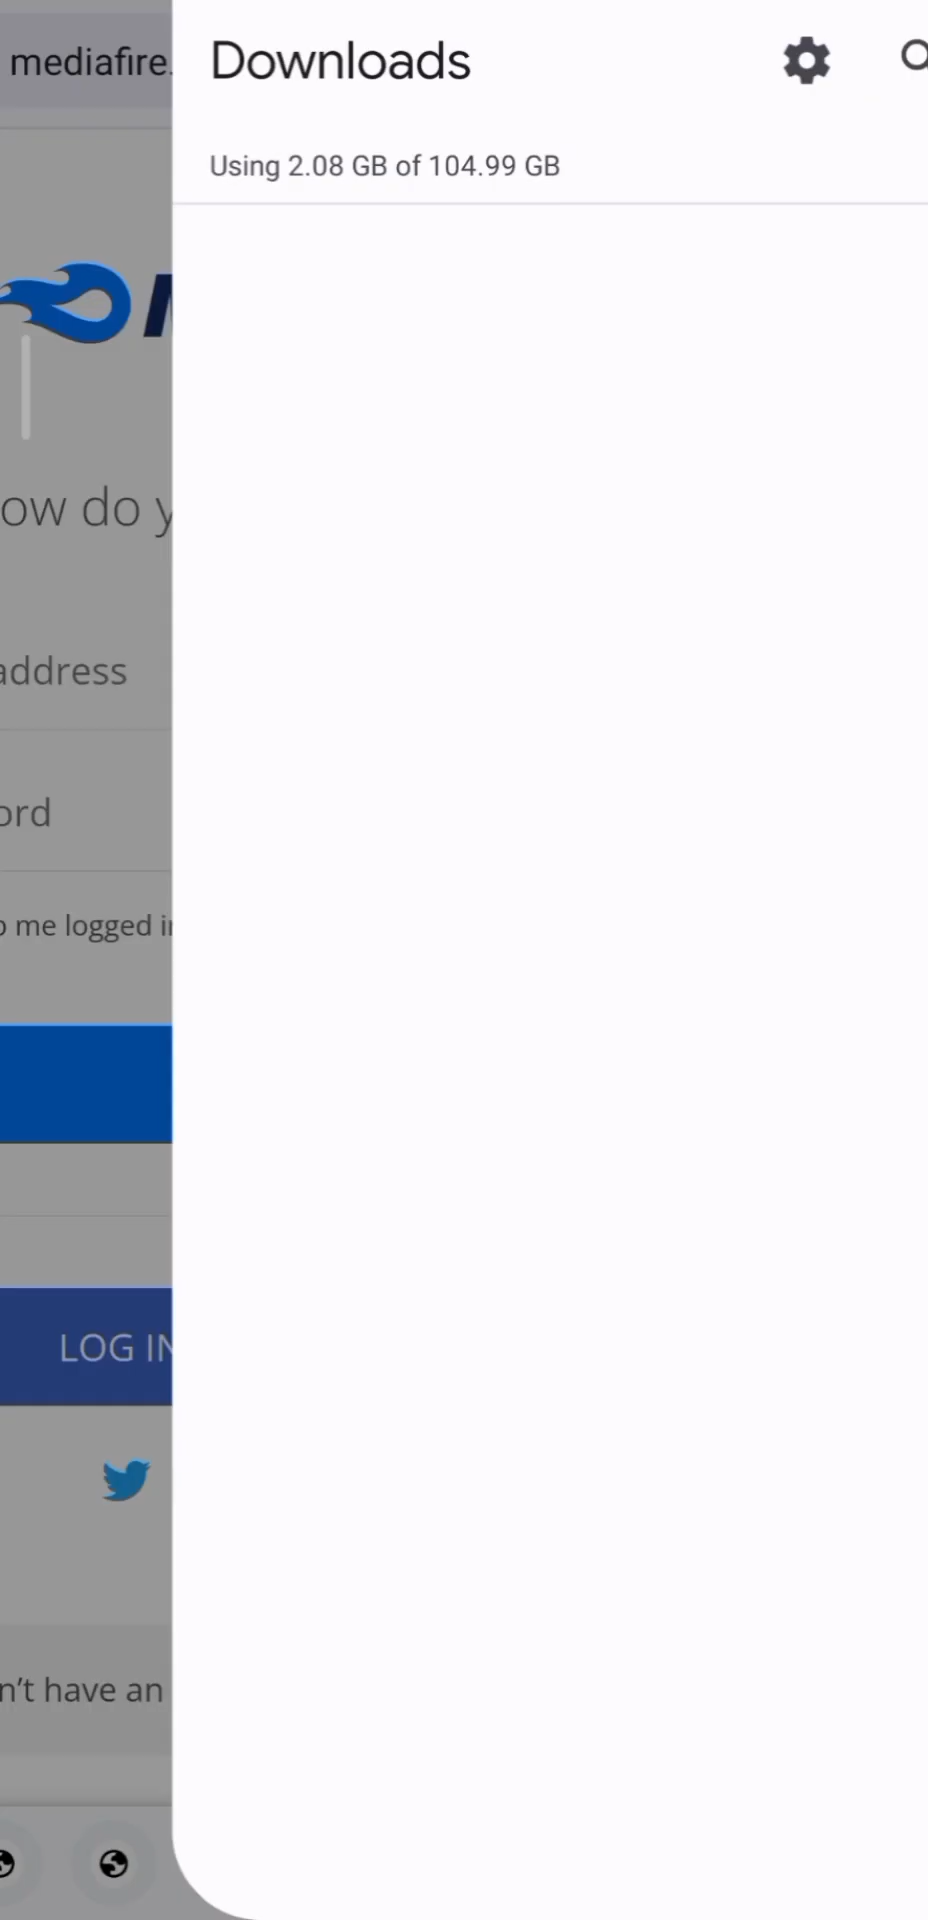 mediafire.
Downloads
Using 2.08 GB of 104.99 GB
ow do y
address
ord
me logged in
LOG IN
n't have an